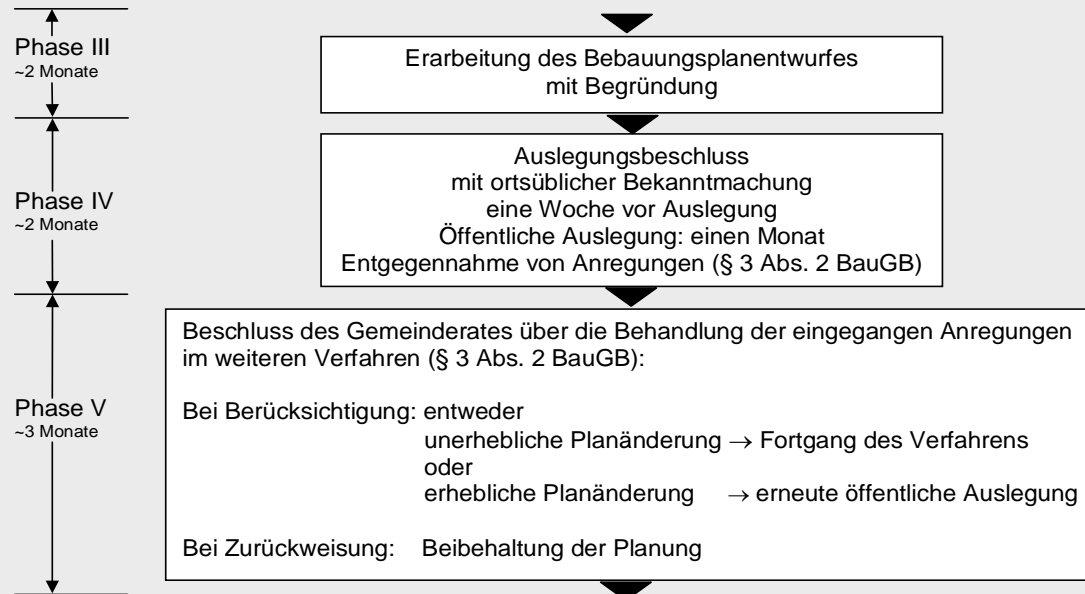 Phase III
~2 Monate
Erarbeitung des Bebauungsplanentwurfes
mit Begründung
Phase IV
~2 Monate
Auslegungsbeschluss
mit ortsüblicher Bekanntmachung
eine Woche vor Auslegung
Öffentliche Auslegung: einen Monat
Entgegennahme von Anregungen (§ 3 Abs. 2 BauGB)
Phase V
~3 Monate
Beschluss des Gemeinderates über die Behandlung der eingegangen Anregungen
im weiteren Verfahren (§ 3 Abs. 2 BauGB):
Bei Berücksichtigung: entweder
unerhebliche Planänderung → Fortgang des Verfahrens
oder
erhebliche Planänderung → erneute öffentliche Auslegung
Bei Zurückweisung: Beibehaltung der Planung